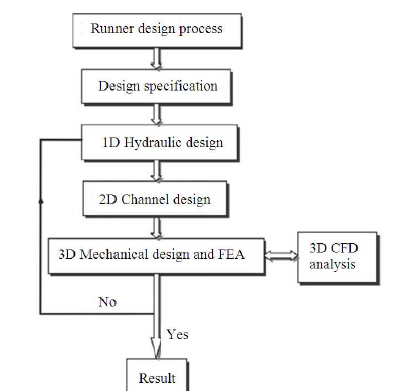 Runner design process
Design specification
1D Hydraulic design
2D Channel design
3D Mechanical design and FEA
3D CFD
analysis
No
Yes
Result